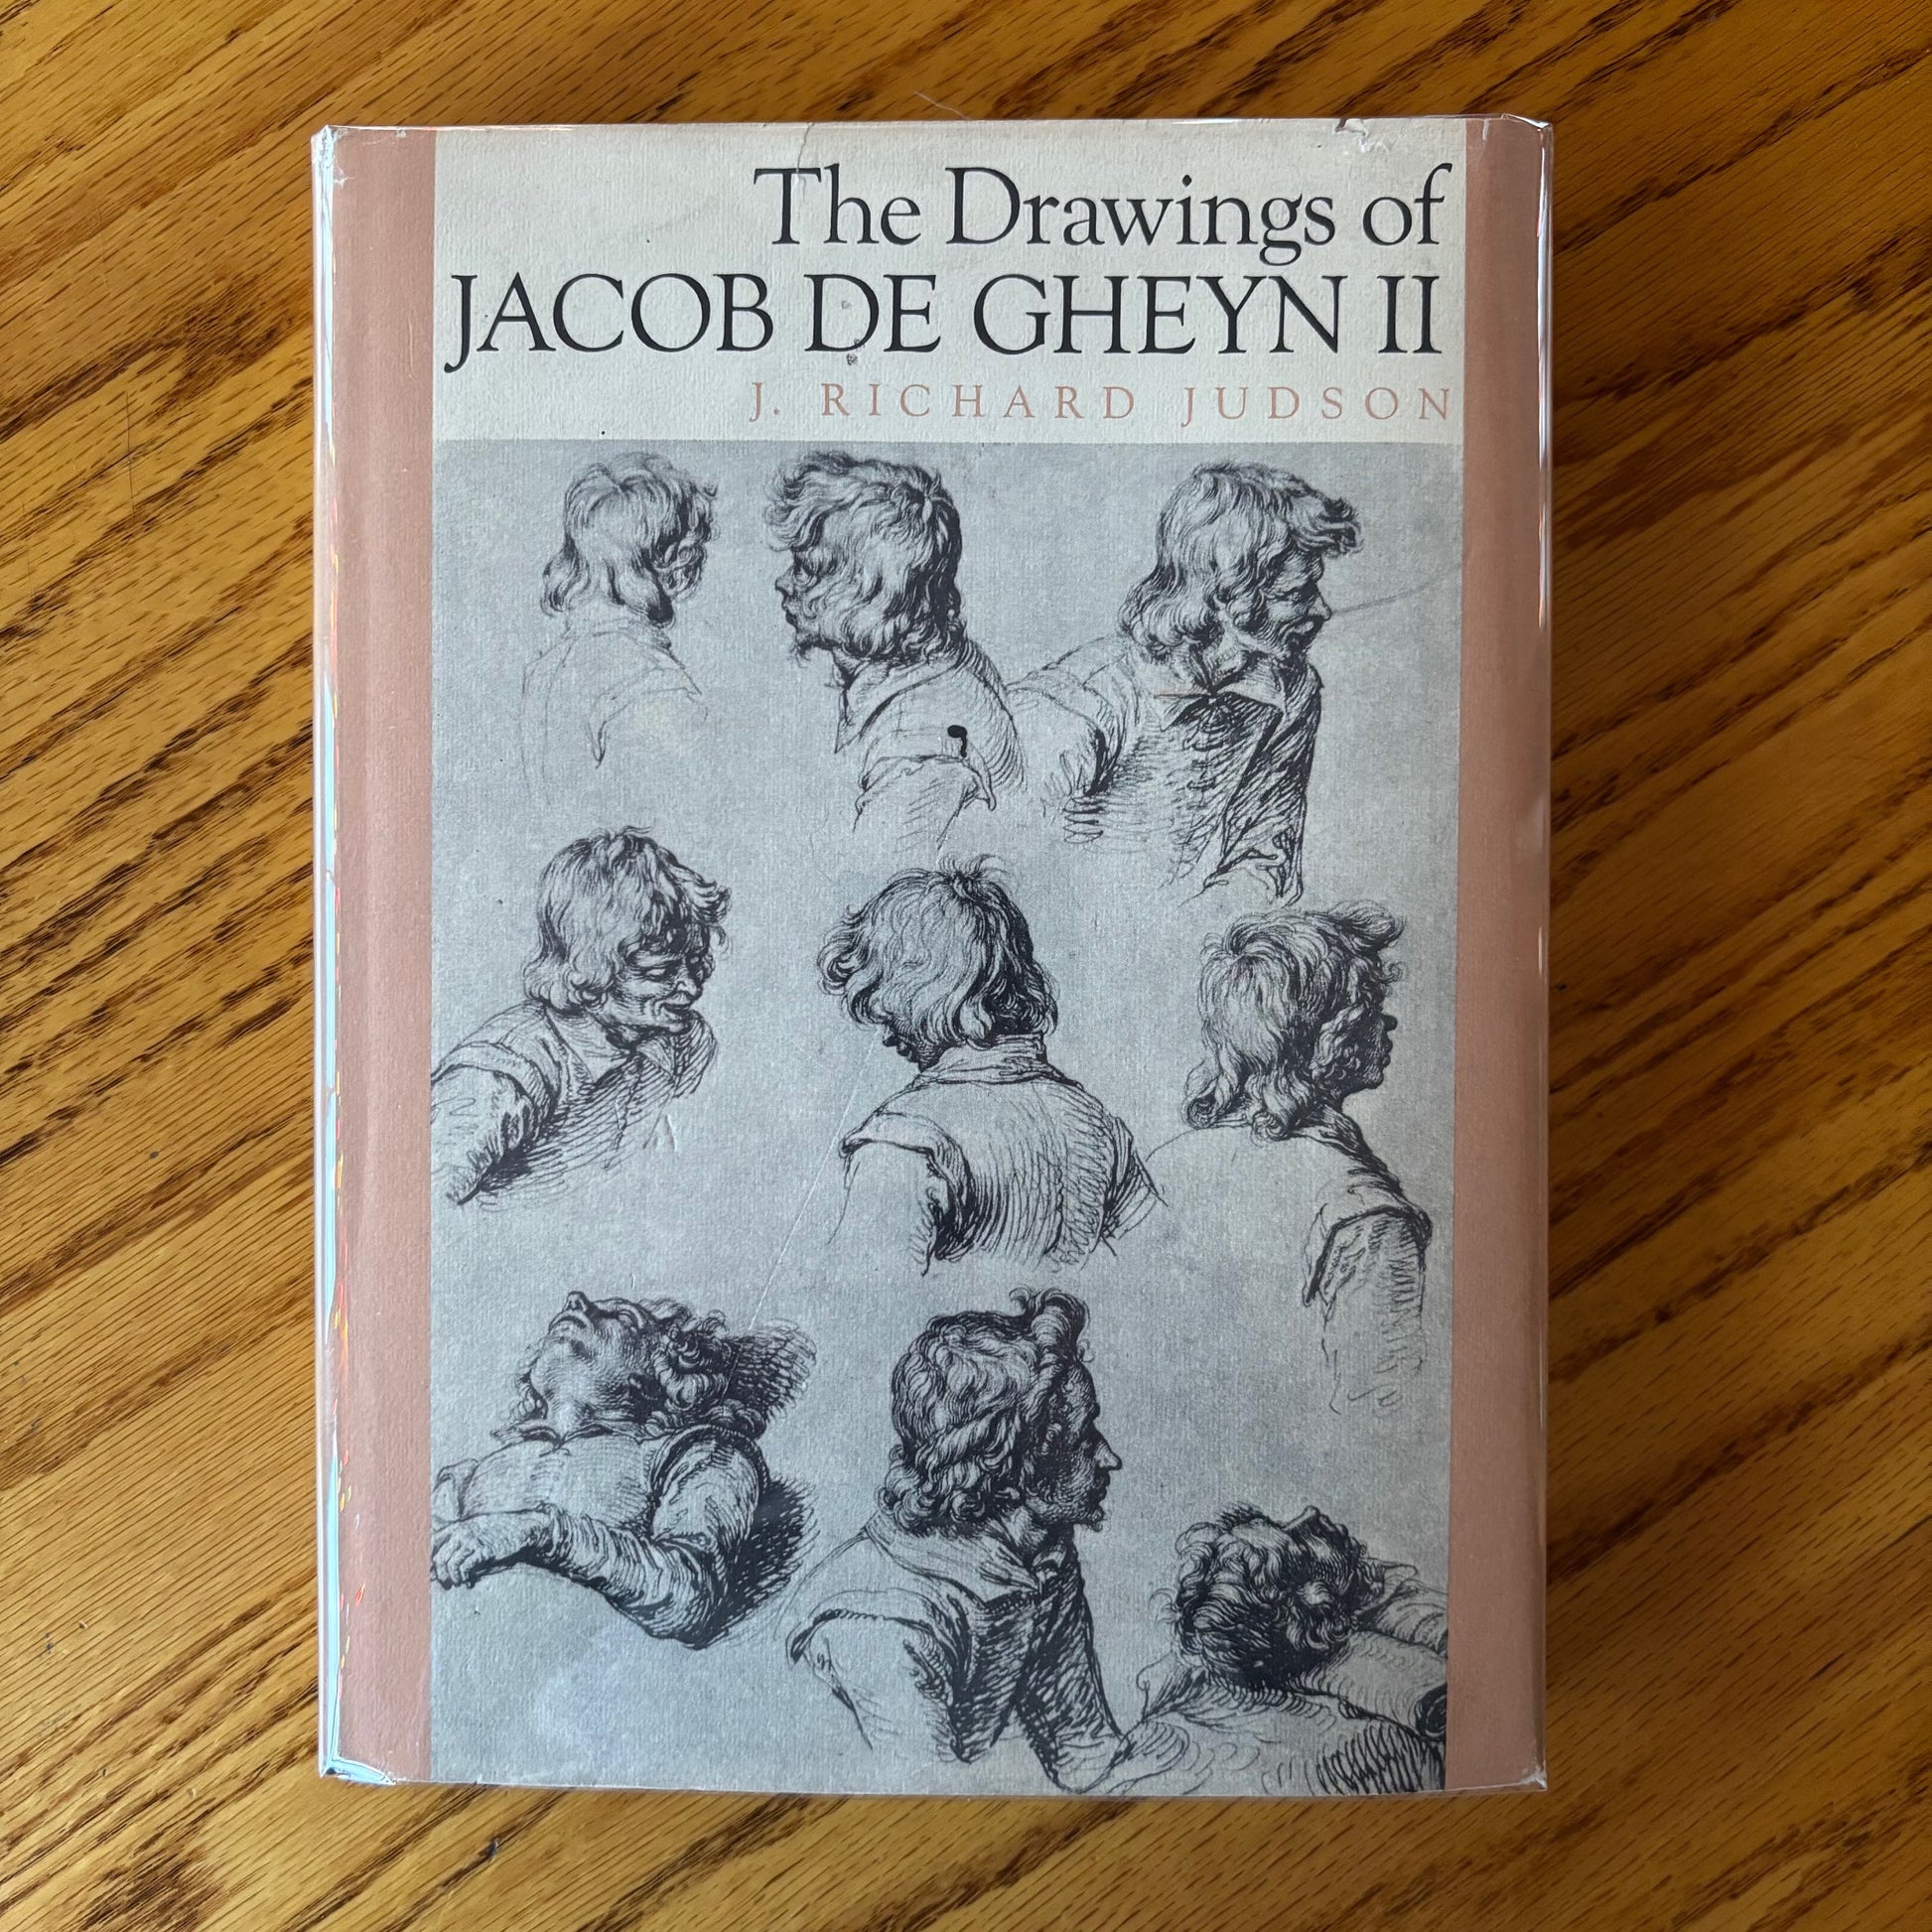 The Drawings of
JACOB DE GHEYN II
J. RICHARD JUDSON